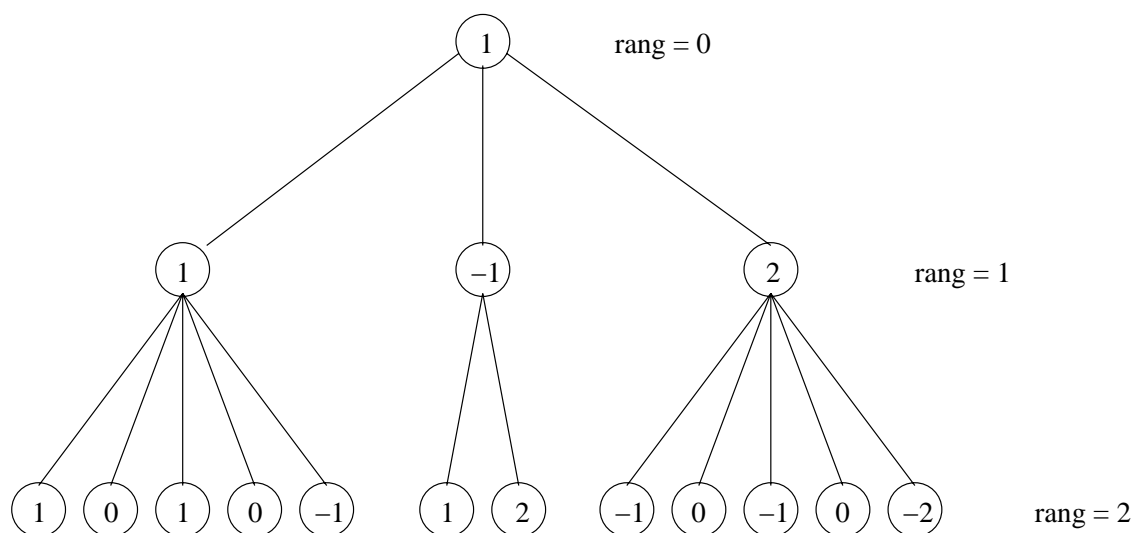 1 rang = 0
1 –1 2 rang = 1
1 0 1 0 –1 1 2 –1 0 –1 0 –2 rang = 2